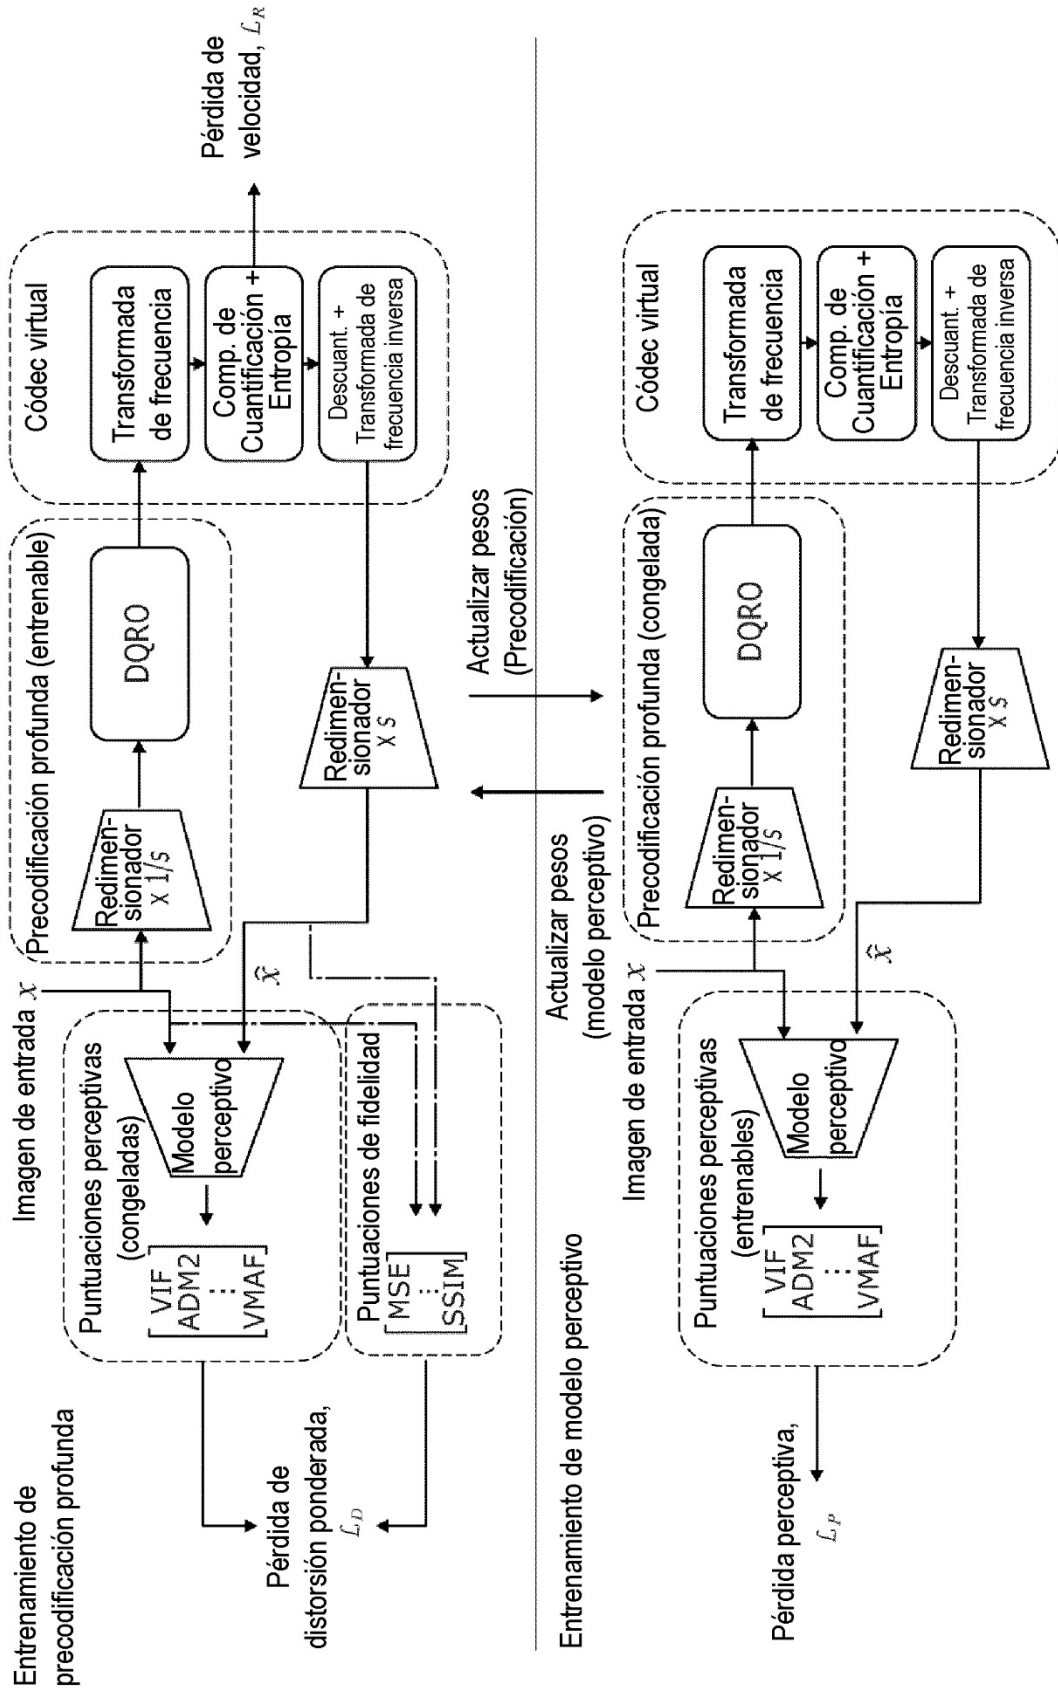 Entrenamiento de
precodificación profunda
Imagen de entrada x
Precodificación profunda (entrenable)
Redimen-
sionador
x 1/s
DQRO
Códec virtual
Transformada
de frecuencia
Comp. de
Cuantificación +
Entropía
Descuant. +
Transformada de
frecuencia inversa
Pérdida de
velocidad, ℒ_R
Redimen-
sionador
x s
x̂
Puntuaciones perceptivas
(congeladas)
Modelo
perceptivo
VIF
ADM2
⋮
VMAF
Puntuaciones de fidelidad
MSE
⋮
SSIM
Pérdida de
distorsión ponderada,
ℒ_D
Actualizar pesos
(modelo perceptivo)
Actualizar pesos
(Precodificación)
Entrenamiento de modelo perceptivo
Imagen de entrada x
Precodificación profunda (congelada)
Redimen-
sionador
x 1/s
DQRO
Códec virtual
Transformada
de frecuencia
Comp. de
Cuantificación +
Entropía
Descuant. +
Transformada de
frecuencia inversa
Redimen-
sionador
x s
x̂
Puntuaciones perceptivas
(entrenables)
Modelo
perceptivo
VIF
ADM2
⋮
VMAF
Pérdida perceptiva,
ℒ_P